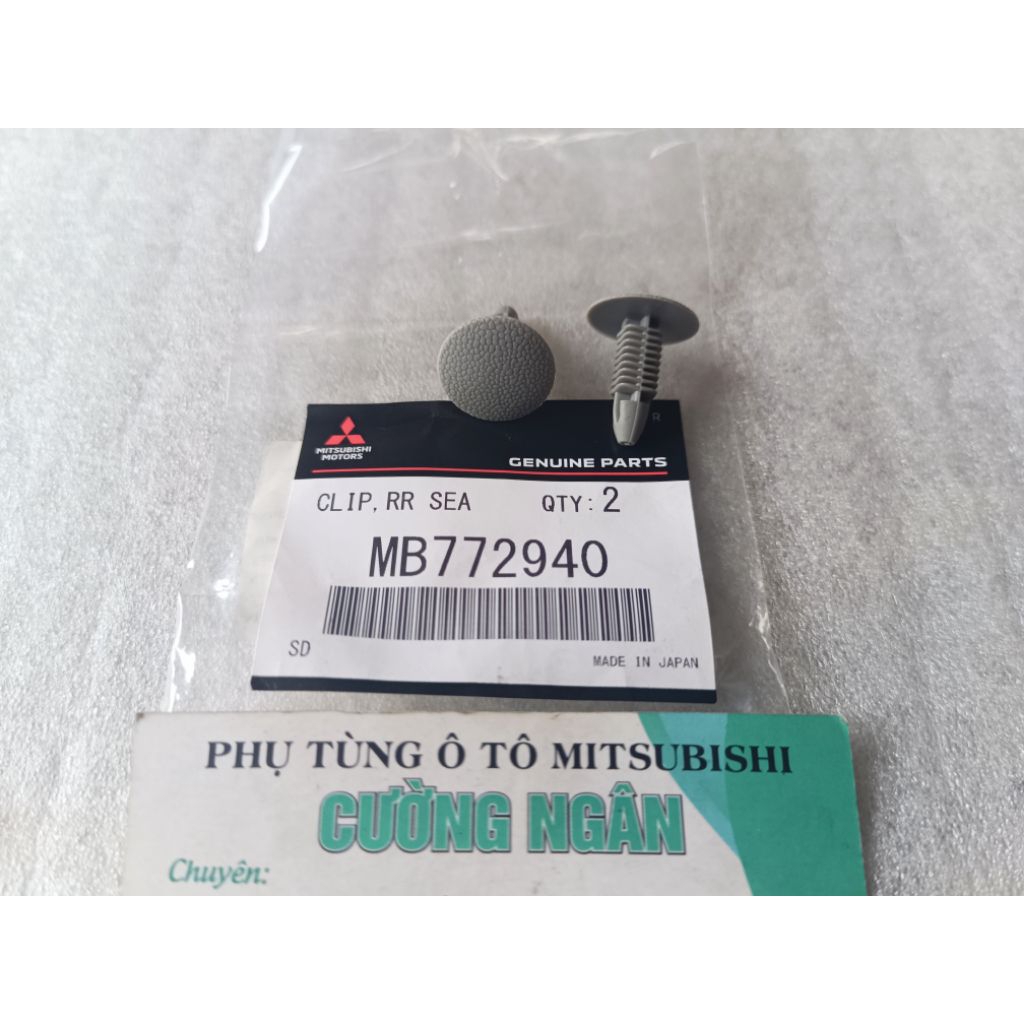 MITSUBISHI
MOTORS
R
GENUINE PARTS
CLIP, RR SEA QTY: 2
MB772940
SD
MADE IN JAPAN
PHỤ TÙNG Ô TÔ MITSUBISHI
CƯỜNG NGÂN
Chuyên: